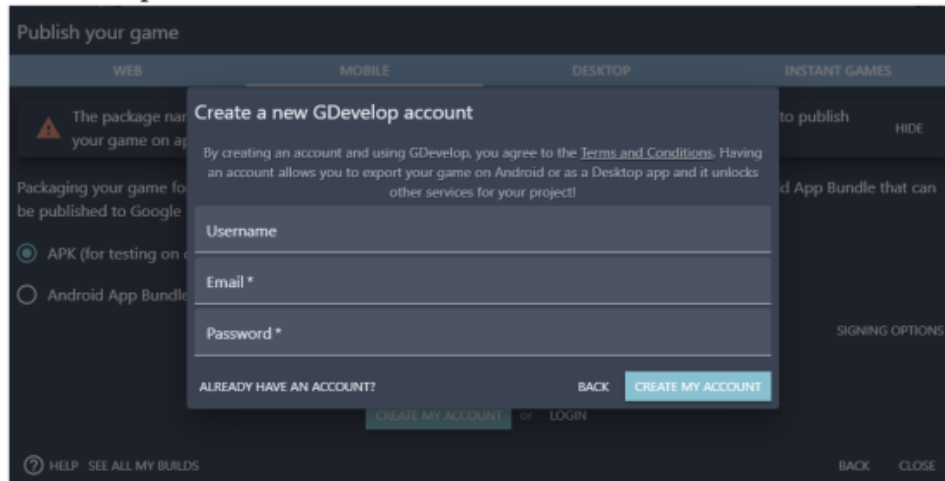 Publish your game
WEB MOBILE DESKTOP INSTANT GAMES
The package
your game on
to publish
HIDE
Packaging your game
be published to Google
App Bundle that can
APK (for testing on
Android App Bundle
SIGNING OPTIONS
Create a new GDevelop account
By creating an account and using GDevelop, you agree to the Terms and Conditions. Having
an account allows you to export your game on Android or as a Desktop app and it unlocks
other services for your project!
Username
Email *
Password *
ALREADY HAVE AN ACCOUNT? BACK CREATE MY ACCOUNT
CREATE MY ACCOUNT or LOGIN
HELP SEE ALL MY BUILDS BACK CLOSE